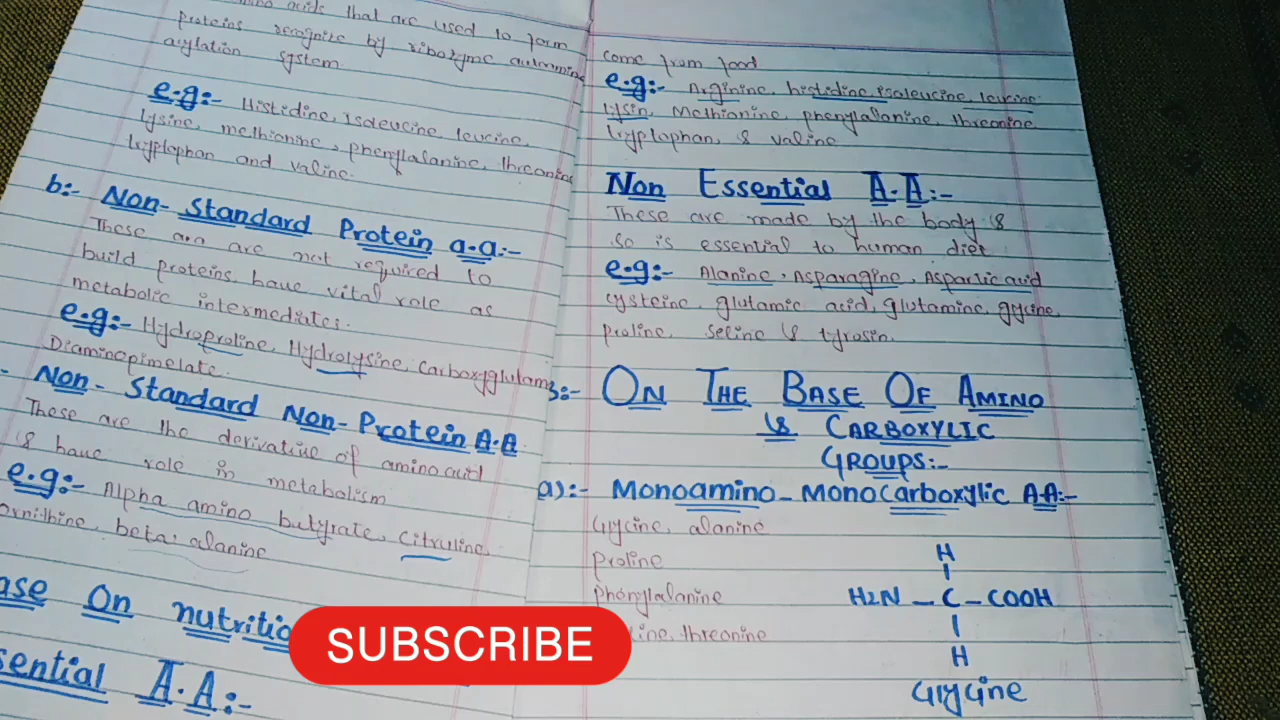 acids that are used to form
proteins recognize by ribozyme
acylation system.
e.g:- Histidine, isoleucine leucine,
lysine, methionine, phenylalanine, threonine
tryptophan and valine.
b:- Non-Standard Protein a.a:-
These are not required to
build proteins, have vital role as
metabolic intermediates.
e.g:- Hydroproline, Hydrolysine, Carboxyglutam
Diaminopimelate.
- Non-Standard Non-Protein A.A
These are the derivative of amino acid
& have role in metabolism
e.g:- Alpha amino butyrate, Citruline,
ornithine, beta. alanine
ase On nutritio
sential A.A:-
come from food
e.g:- Arginine, histidine, isoleucine, leucine
lysin, Methionine, phenylalanine, threonine
tryptophan, & valine
Non Essential A.A:-
These are made by the body &
so is essential to human diet
e.g:- Alanine, Asparagine, Aspartic acid
cysteine, glutamic acid, glutamine, glycine,
proline, seline & tyrosin.
3:- ON THE BASE OF AMINO
& CARBOXYLIC
GROUPS:-
a):- Monoamino-Monocarboxylic A.A:-
Glycine, alanine
proline
phenylalanine
line, threonine
H
H2N - C - COOH
H
Glycine
SUBSCRIBE